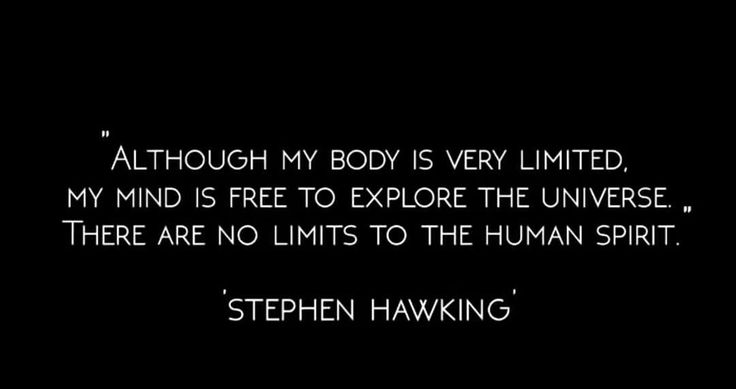 "ALTHOUGH MY BODY IS VERY LIMITED,
MY MIND IS FREE TO EXPLORE THE UNIVERSE.
THERE ARE NO LIMITS TO THE HUMAN SPIRIT."
'STEPHEN HAWKING'